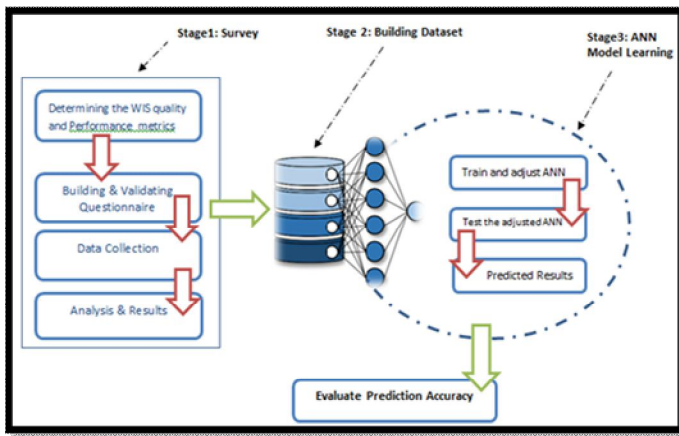 Stage1: Survey
Stage 2: Building Dataset
Stage3: ANN
Model Learning
Determining the WIS quality
and Performance metrics
Building & Validating
Questionnaire
Data Collection
Analysis & Results
Train and adjust ANN
Test the adjusted ANN
Predicted Results
Evaluate Prediction Accuracy